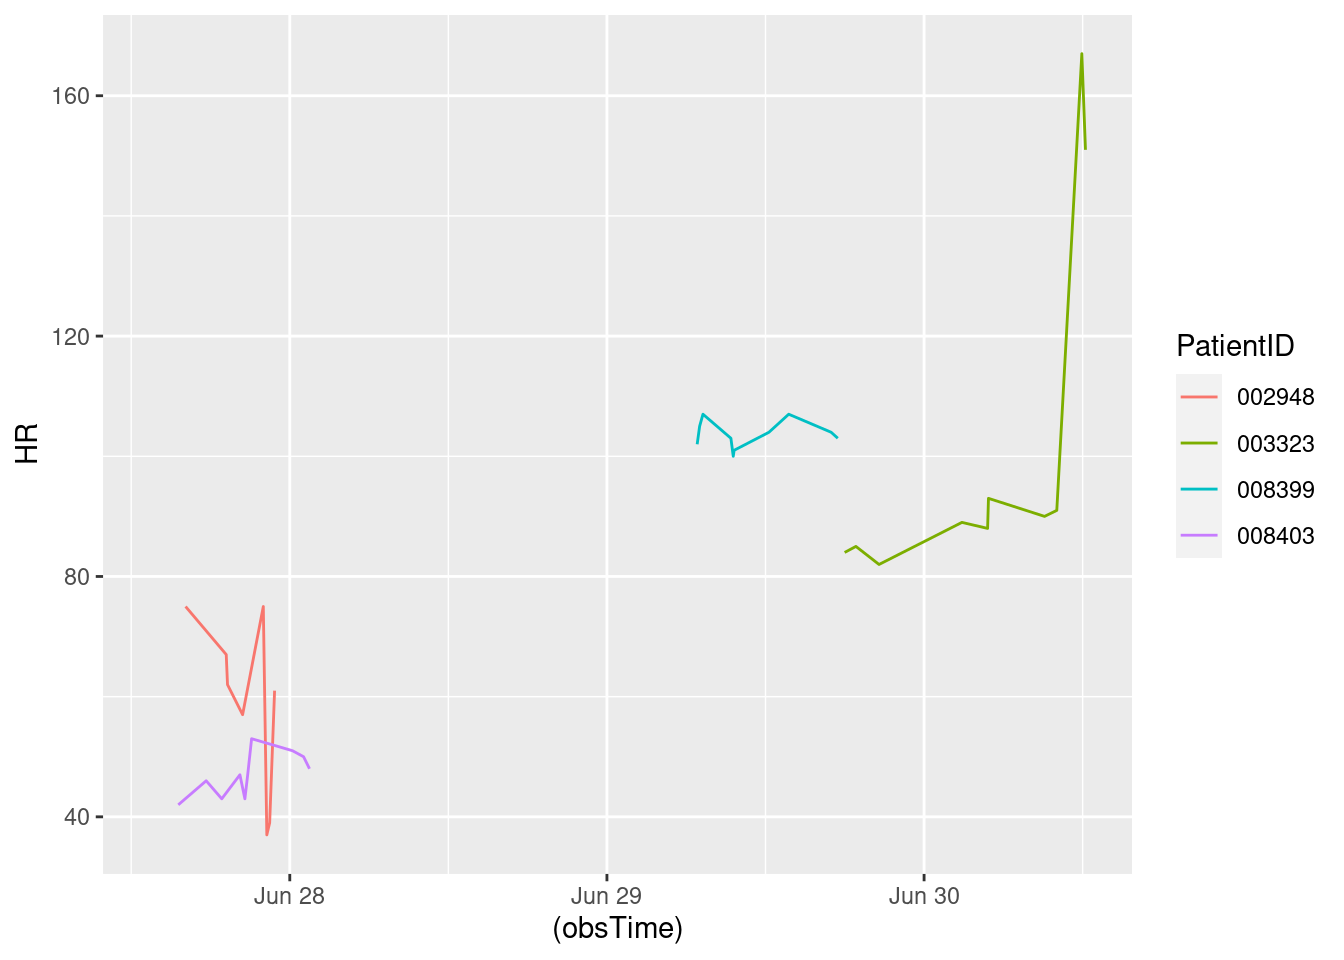 160
120
80
40
HR
Jun 28
Jun 29
Jun 30
(obsTime)
PatientID
002948
003323
008399
008403